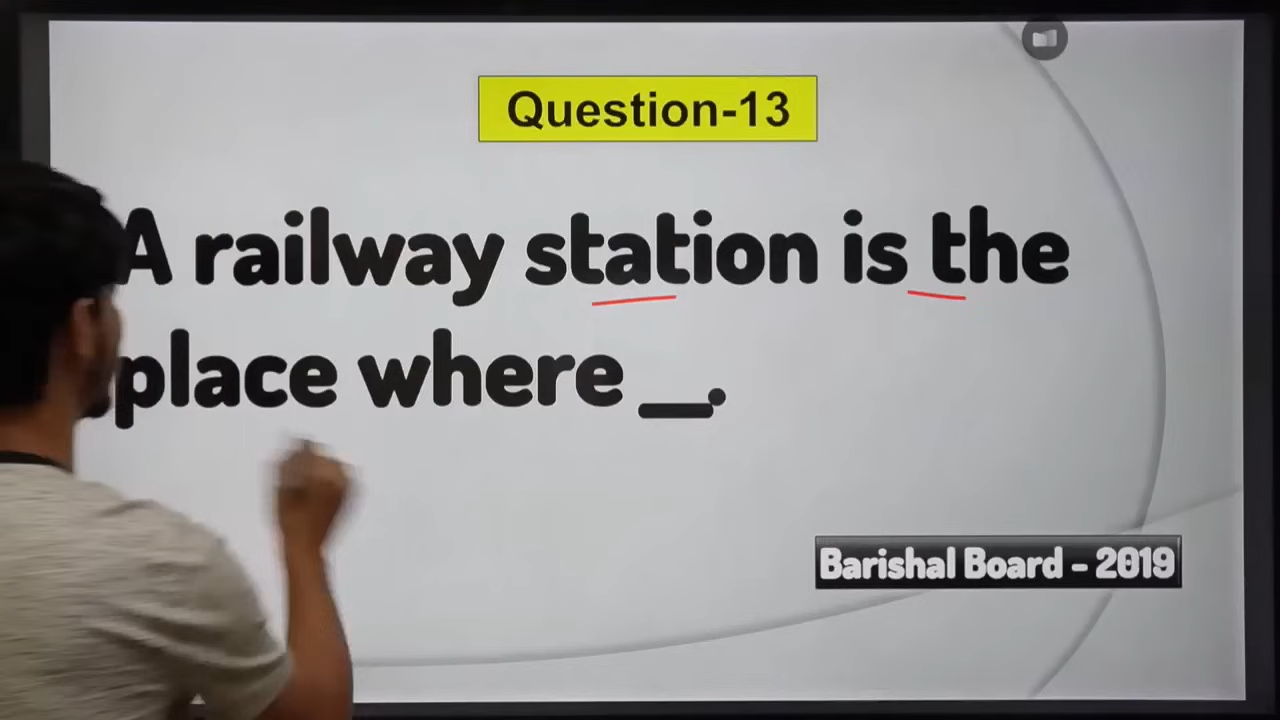 Question-13
A railway station is the
place where __.
Barishal Board - 2019